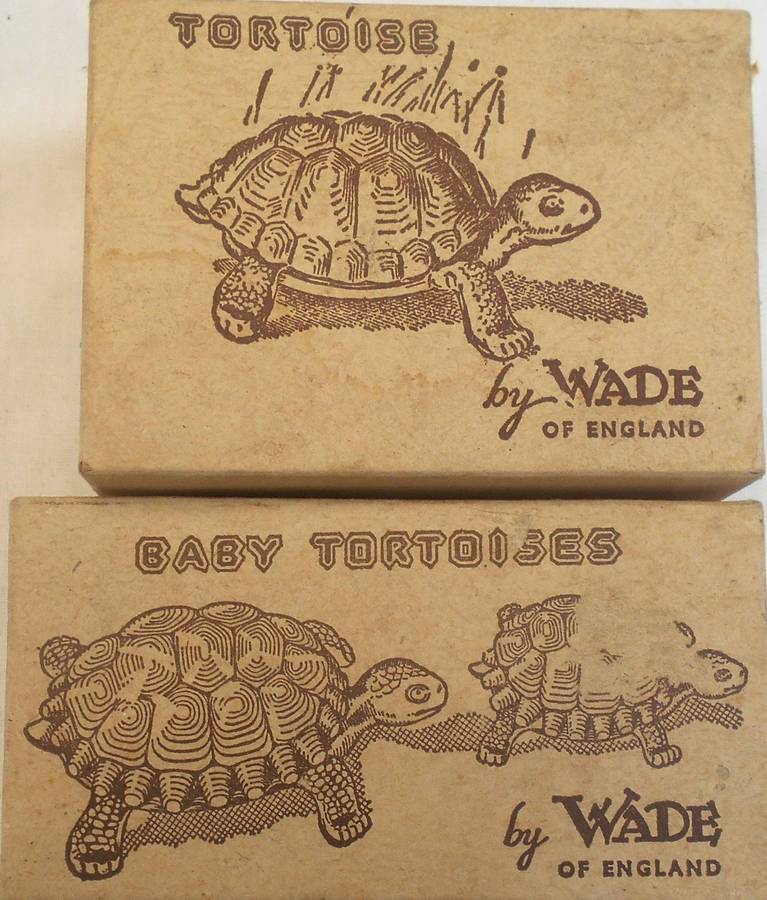 TORTOISE
by WADE
OF ENGLAND
BABY TORTOISES
by WADE
OF ENGLAND